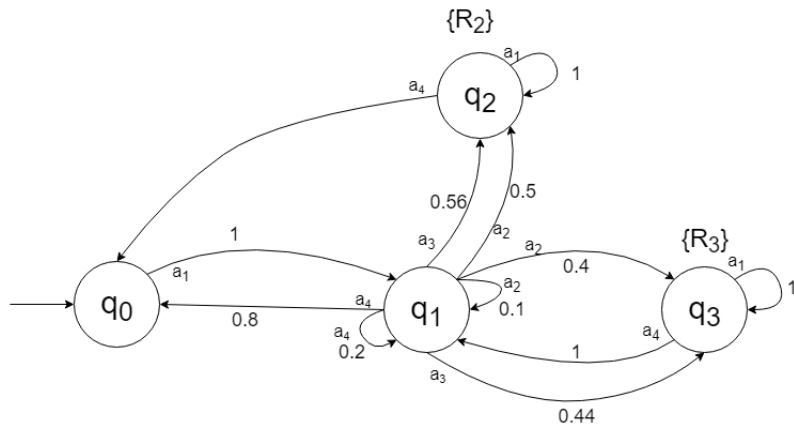 {R₂}
a₁
1
q₂
a₄
0.56
0.5
a₃
a₂
1
a₁
q₀
a₂
0.4
{R₃}
a₁
1
q₃
a₄
a₂
0.1
q₁
a₄
0.8
a₄
0.2
1
a₃
0.44